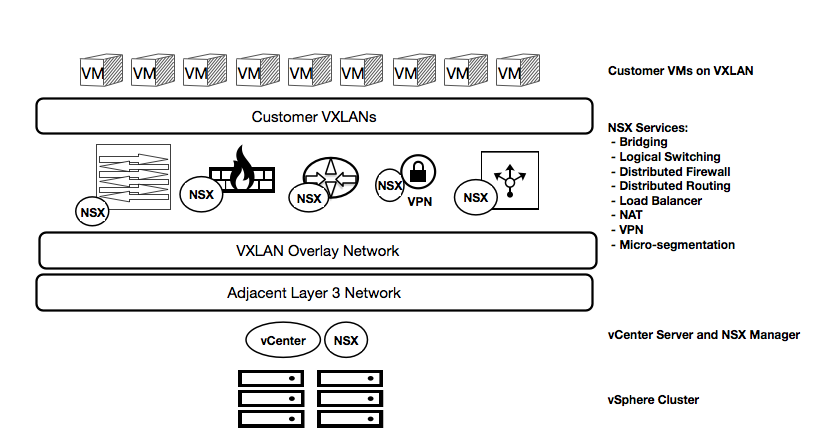 VM VM VM VM VM VM VM VM VM
Customer VMs on VXLAN
Customer VXLANs
NSX Services:
- Bridging
- Logical Switching
- Distributed Firewall
- Distributed Routing
- Load Balancer
- NAT
- VPN
- Micro-segmentation
NSX
NSX
NSX
NSX
VPN
NSX
VXLAN Overlay Network
Adjacent Layer 3 Network
vCenter
NSX
vCenter Server and NSX Manager
vSphere Cluster